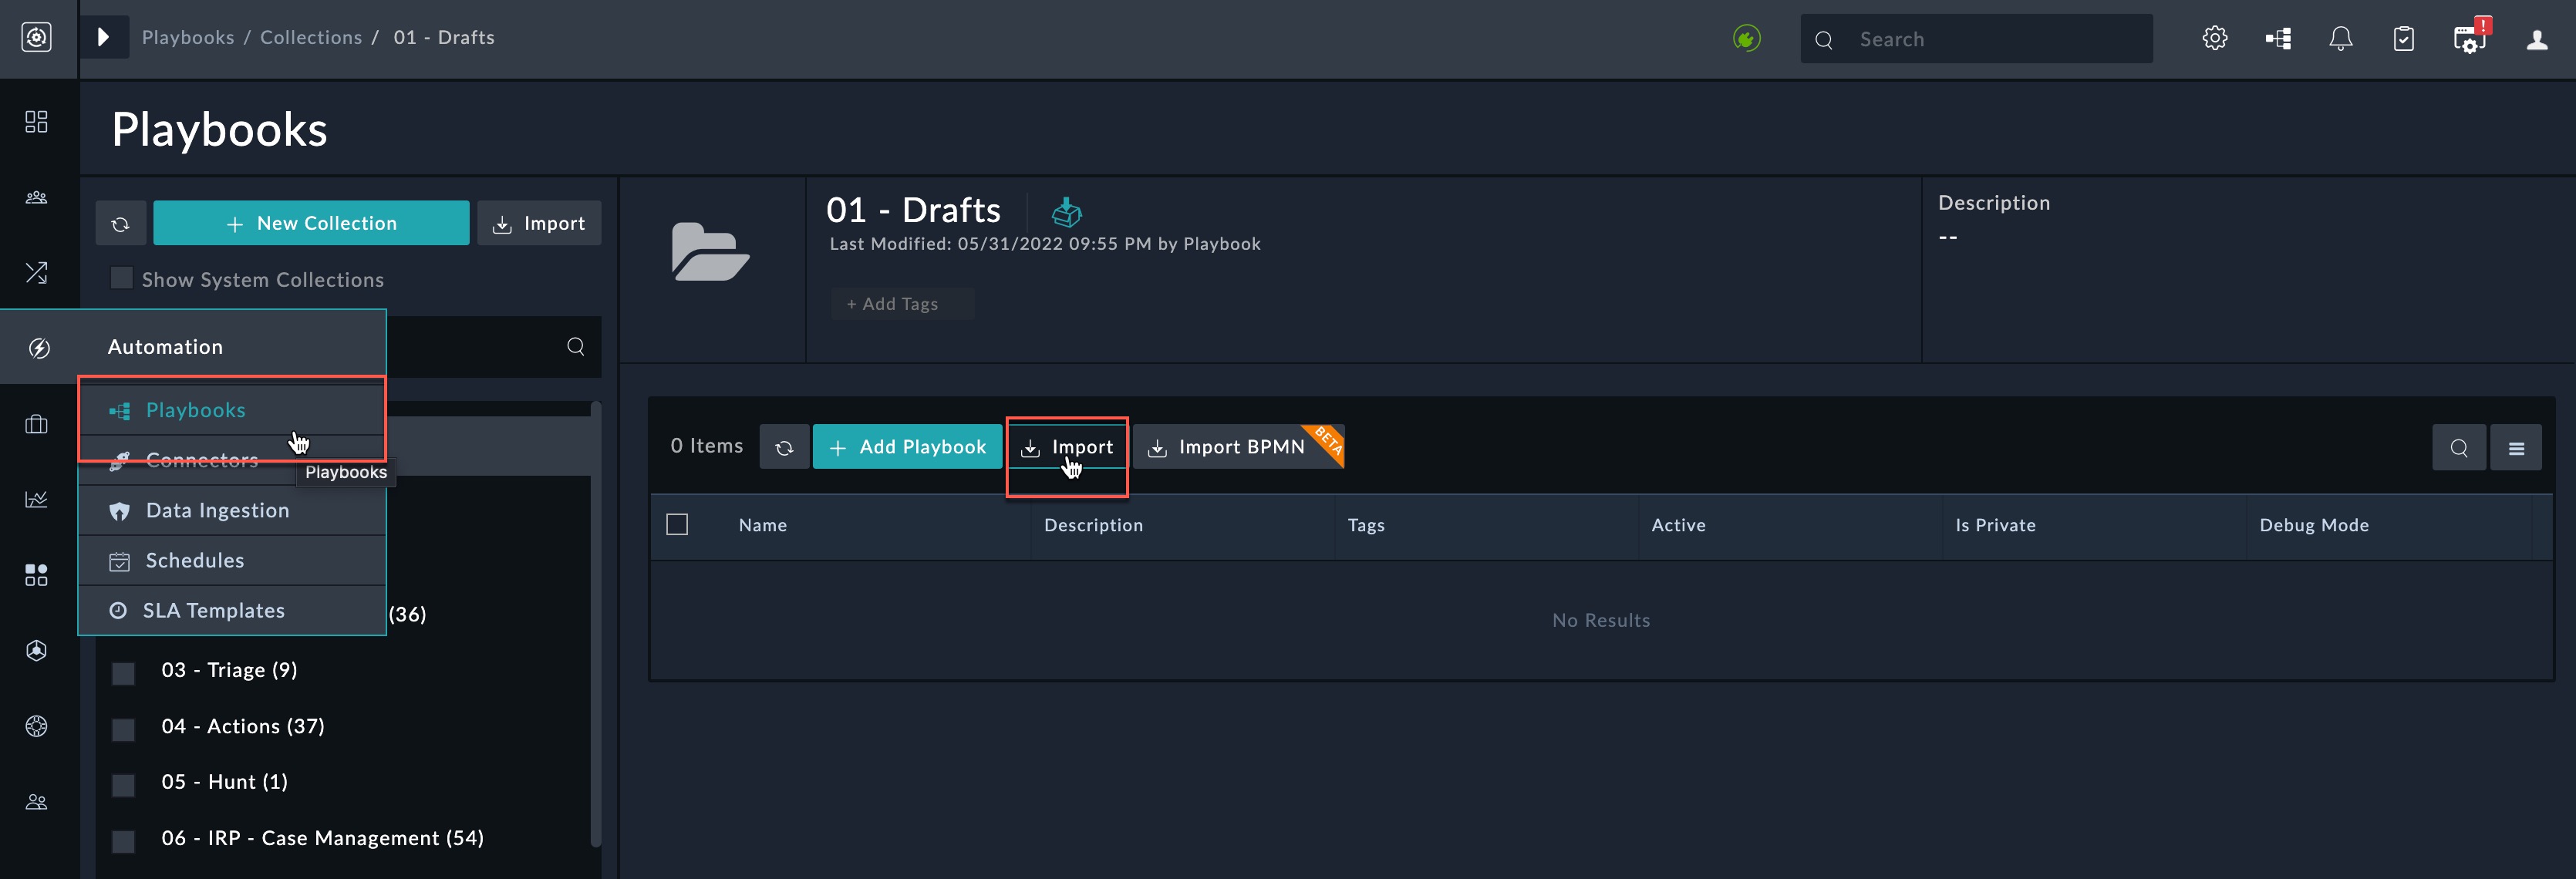 Playbooks / Collections / 01 - Drafts
Search
!
Playbooks
+ New Collection
Import
Show System Collections
Automation
Playbooks
Connectors
Playbooks
Data Ingestion
Schedules
SLA Templates
(36)
03 - Triage (9)
04 - Actions (37)
05 - Hunt (1)
06 - IRP - Case Management (54)
01 - Drafts
Last Modified: 05/31/2022 09:55 PM by Playbook
+ Add Tags
Description
--
0 Items
+ Add Playbook
Import
Import BPMN
BETA
Name
Description
Tags
Active
Is Private
Debug Mode
No Results